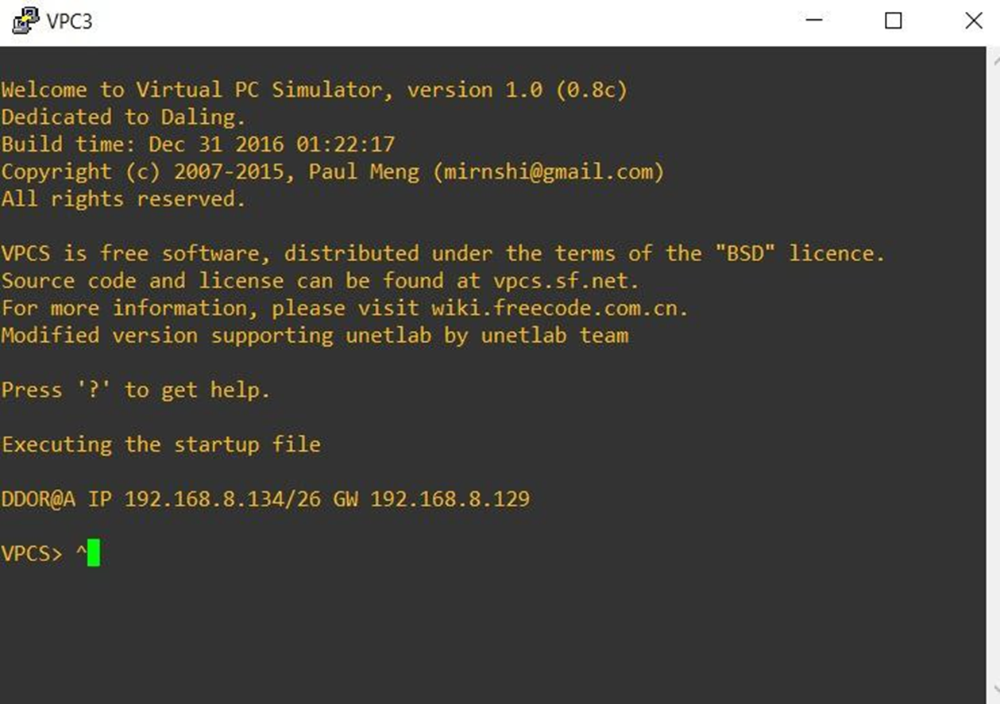 VPC3
Welcome to Virtual PC Simulator, version 1.0 (0.8c)
Dedicated to Daling.
Build time: Dec 31 2016 01:22:17
Copyright (c) 2007-2015, Paul Meng (mirnshi@gmail.com)
All rights reserved.
VPCS is free software, distributed under the terms of the "BSD" licence.
Source code and license can be found at vpcs.sf.net.
For more information, please visit wiki.freecode.com.cn.
Modified version supporting unetlab by unetlab team
Press '?' to get help.
Executing the startup file
DDOR@A IP 192.168.8.134/26 GW 192.168.8.129
VPCS> ^